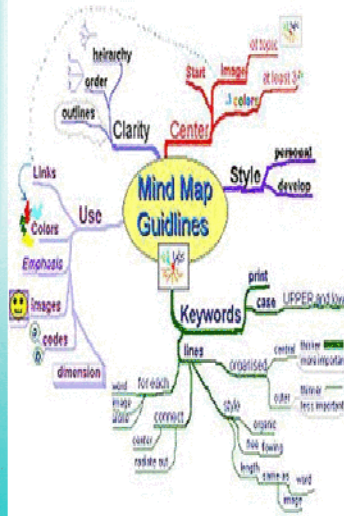 Mind Map
Guidlines
Center
Start
image
of topic
at least 3
colors
Style
personal
develop
Keywords
print
case
UPPER and low
lines
organised
central
thicker
more important
outer
thinner
less important
style
organic
free
flowing
length
same as
word
image
connect
center
radiate out
for each
word
image
alone
Use
Links
Colors
Emphasis
images
codes
dimension
Clarity
heirarchy
order
outlines